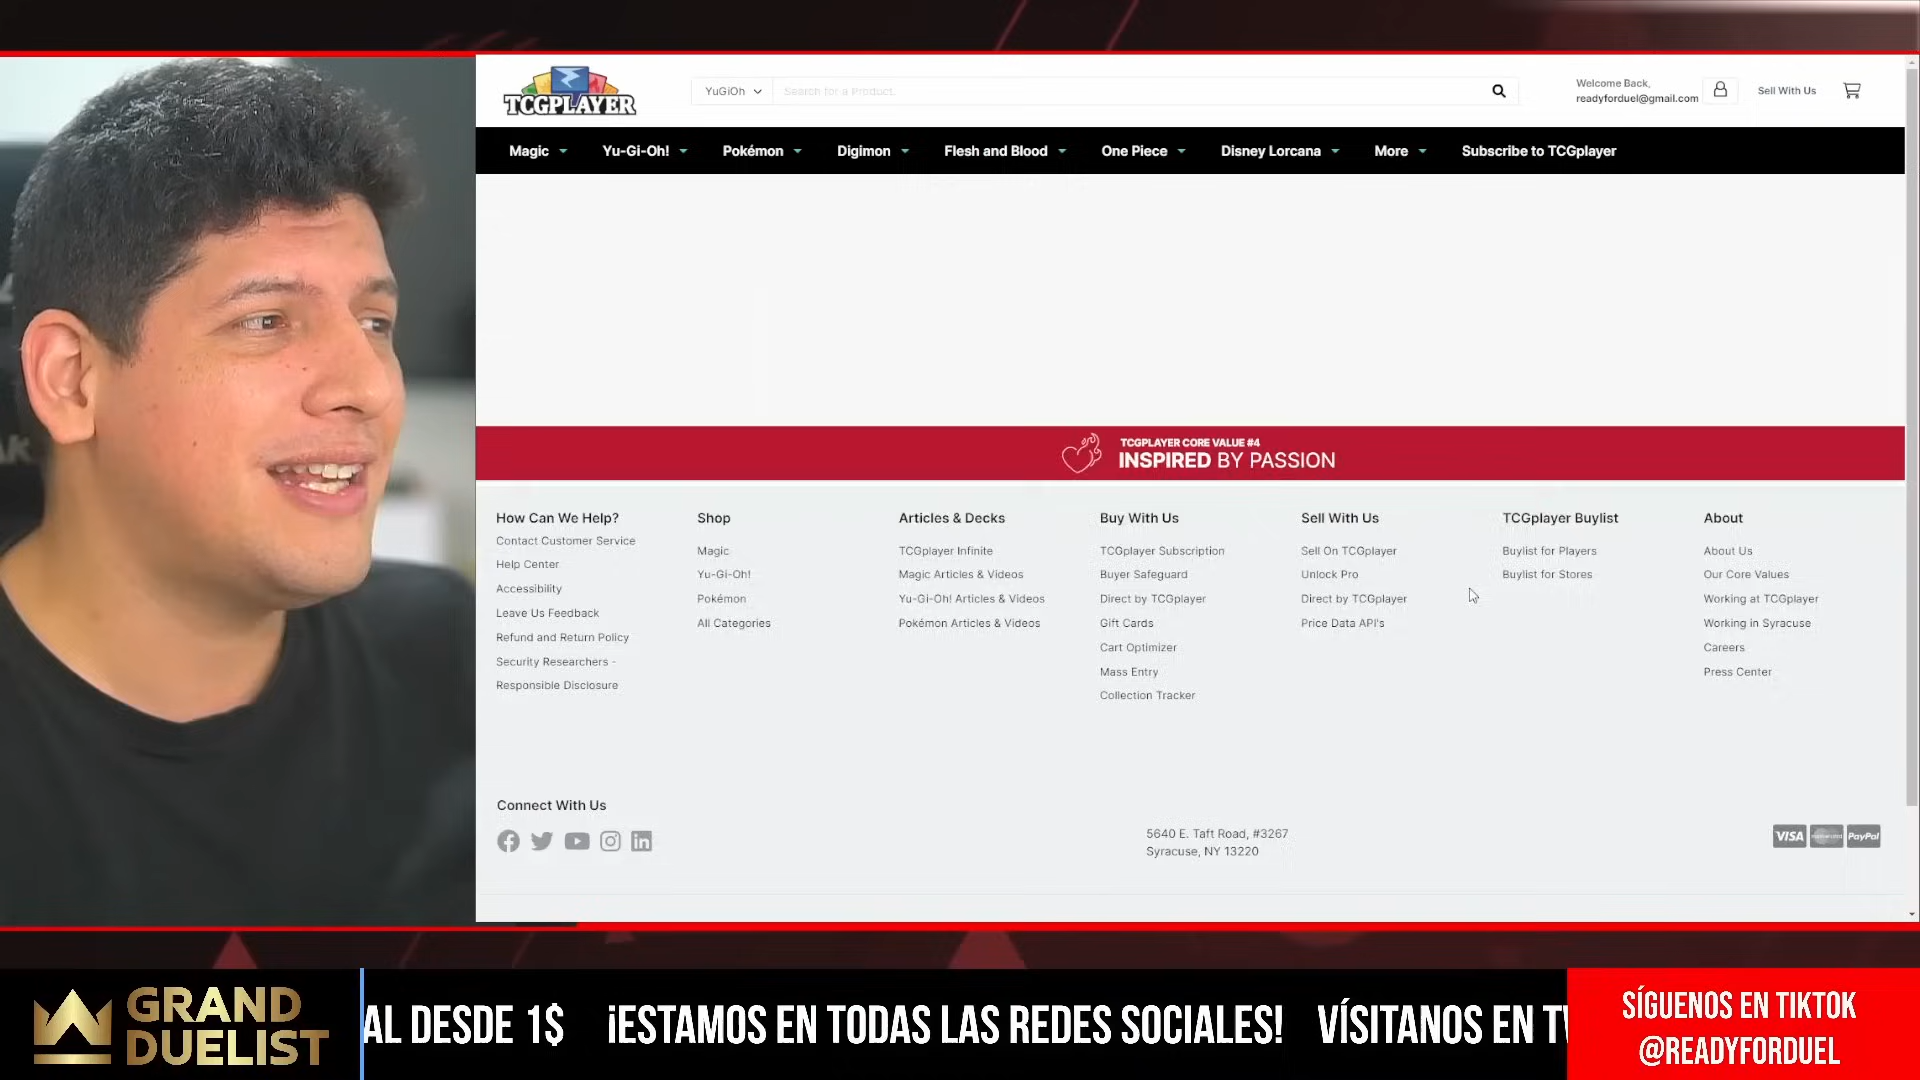 TCGPLAYER
YuGiOh
Search for a Product.
Welcome Back,
readyforduel@gmail.com
Sell With Us
Magic
Yu-Gi-Oh!
Pokémon
Digimon
Flesh and Blood
One Piece
Disney Lorcana
More
Subscribe to TCGplayer
TCGPLAYER CORE VALUE #4
INSPIRED BY PASSION
How Can We Help?
Contact Customer Service
Help Center
Accessibility
Leave Us Feedback
Refund and Return Policy
Security Researchers -
Responsible Disclosure
Shop
Magic
Yu-Gi-Oh!
Pokémon
All Categories
Articles & Decks
TCGplayer Infinite
Magic Articles & Videos
Yu-Gi-Oh! Articles & Videos
Pokémon Articles & Videos
Buy With Us
TCGplayer Subscription
Buyer Safeguard
Direct by TCGplayer
Gift Cards
Cart Optimizer
Mass Entry
Collection Tracker
Sell With Us
Sell On TCGplayer
Unlock Pro
Direct by TCGplayer
Price Data API's
TCGplayer Buylist
Buylist for Players
Buylist for Stores
About
About Us
Our Core Values
Working at TCGplayer
Working in Syracuse
Careers
Press Center
Connect With Us
5640 E. Taft Road, #3267
Syracuse, NY 13220
VISA
PayPal
GRAND
DUELIST
AL DESDE 1$ ¡ESTAMOS EN TODAS LAS REDES SOCIALES! VÍSITANOS EN
SÍGUENOS EN TIKTOK
@READYFORDUEL